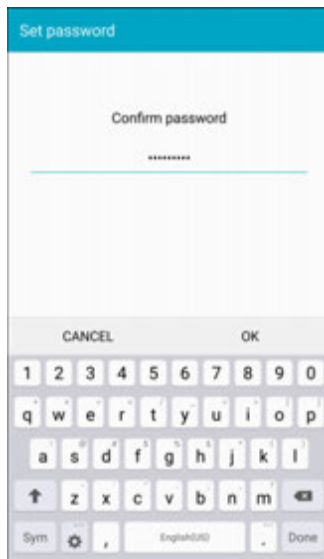 Set password
Confirm password
•••••••••
CANCEL OK
1 2 3 4 5 6 7 8 9 0
q w e r t y u i o p
a s d f g h j k l
z x c v b n m
Sym , English(US) . Done